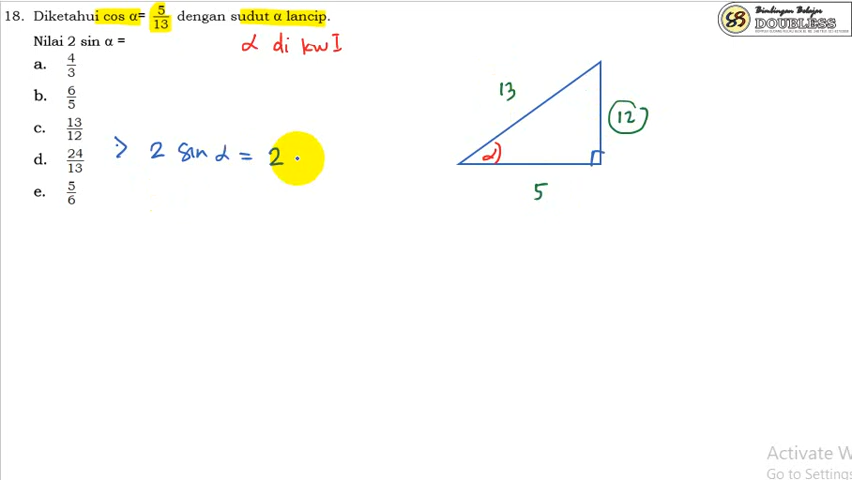 18. Diketahui cos α= 5/13 dengan sudut α lancip.
Nilai 2 sin α =
α di kw I
a. 4/3
b. 6/5
c. 13/12
d. 24/13
e. 5/6
> 2 sin α = 2 .
13
12
α
5
Bimbingan Belajar
DOUBLESS
Activate W
Go to Settings